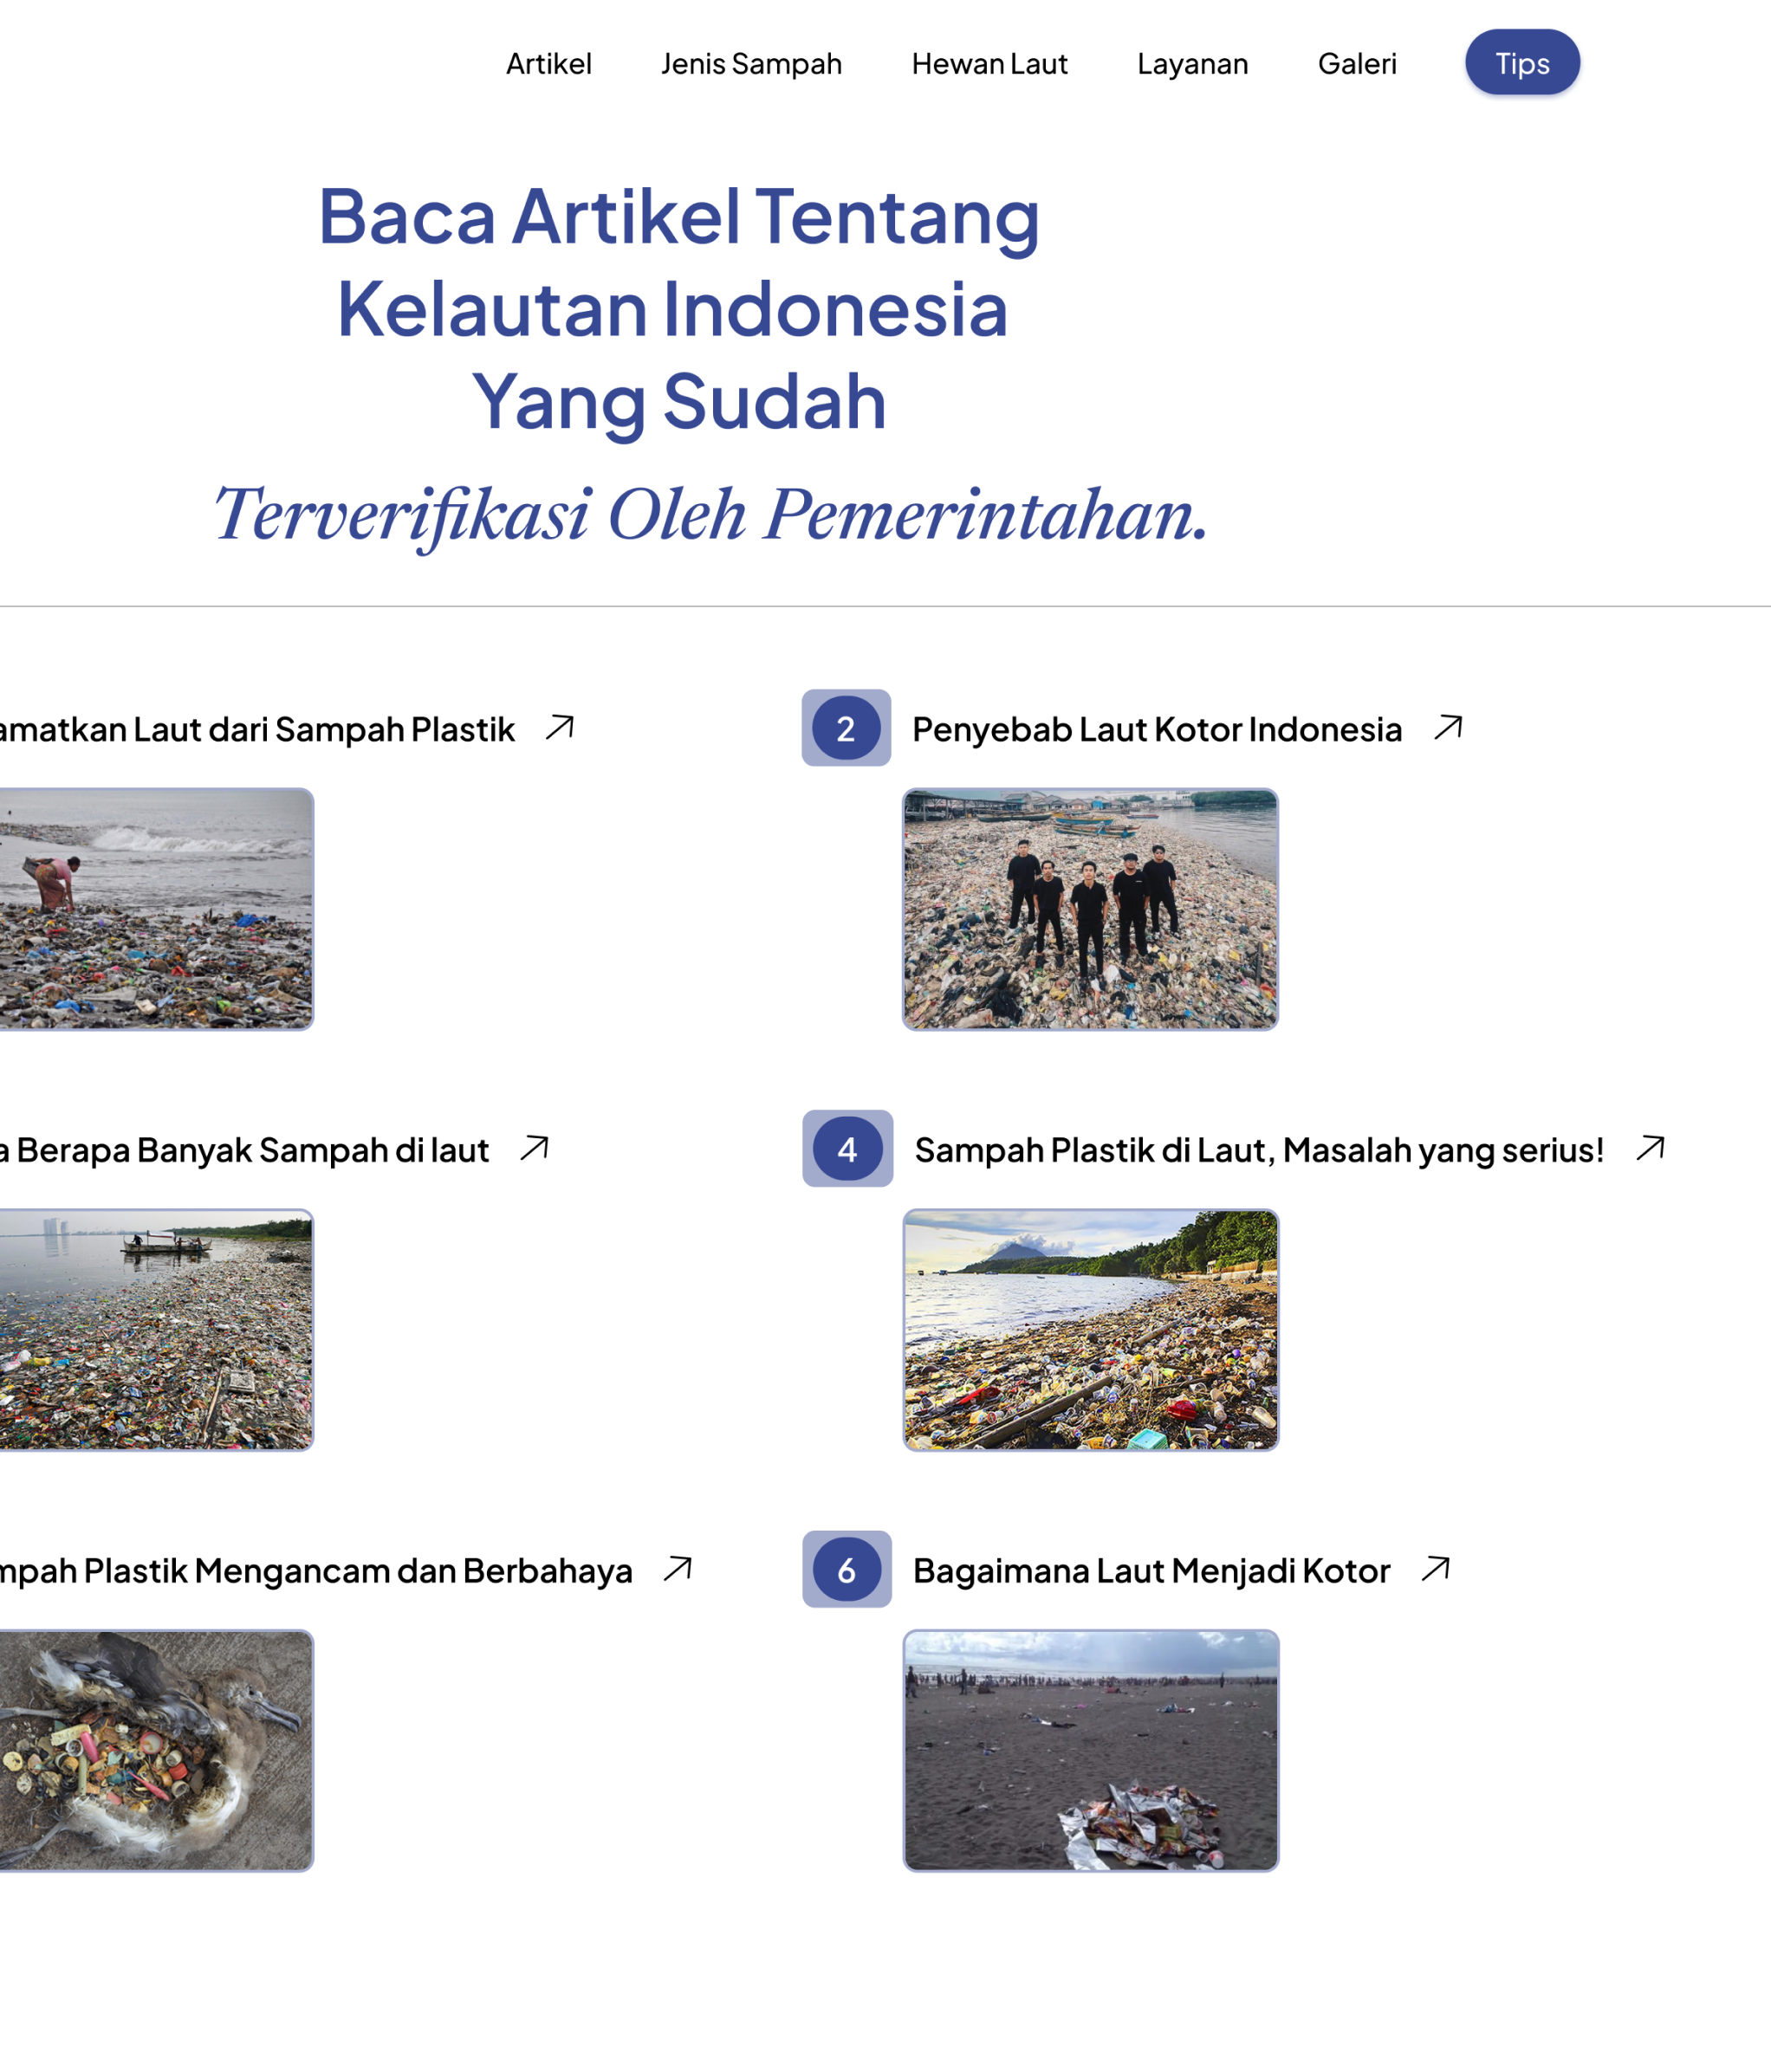 Artikel Jenis Sampah Hewan Laut Layanan Galeri Tips
Baca Artikel Tentang
Kelautan Indonesia
Yang Sudah
Terverifikasi Oleh Pemerintahan.
amatkan Laut dari Sampah Plastik
2 Penyebab Laut Kotor Indonesia
a Berapa Banyak Sampah di laut
4 Sampah Plastik di Laut, Masalah yang serius!
mpah Plastik Mengancam dan Berbahaya
6 Bagaimana Laut Menjadi Kotor